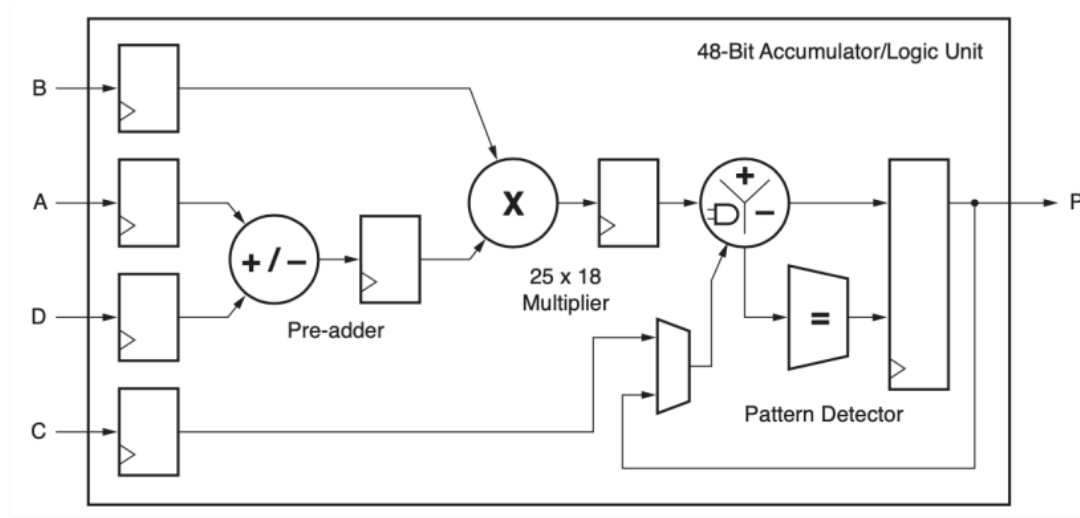 48-Bit Accumulator/Logic Unit
B
A
+
X
–
P
+/–
25 x 18
Multiplier
D
Pre-adder
=
C
Pattern Detector